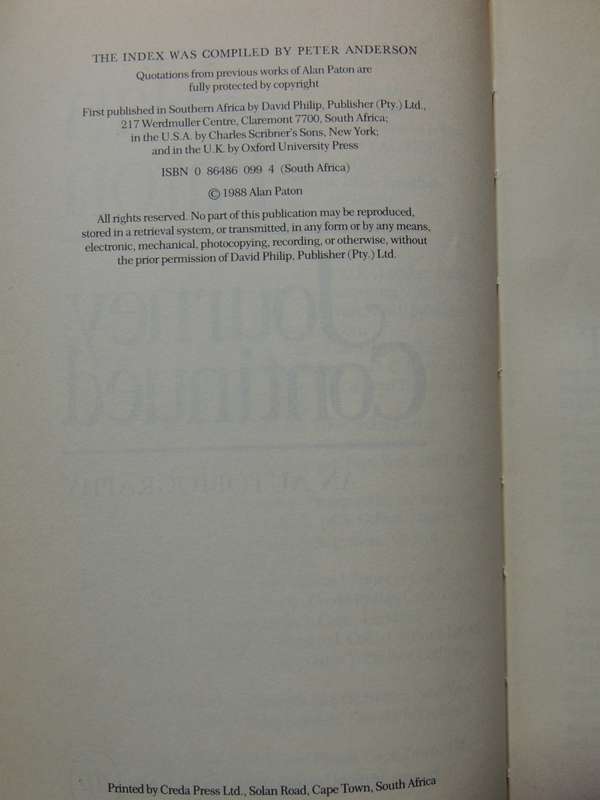 THE INDEX WAS COMPILED BY PETER ANDERSON
Quotations from previous works of Alan Paton are
fully protected by copyright
First published in Southern Africa by David Philip, Publisher (Pty.) Ltd.,
217 Werdmuller Centre, Claremont 7700, South Africa;
in the U.S.A. by Charles Scribner's Sons, New York;
and in the U.K. by Oxford University Press
ISBN 0 86486 099 4 (South Africa)
© 1988 Alan Paton
All rights reserved. No part of this publication may be reproduced,
stored in a retrieval system, or transmitted, in any form or by any means,
electronic, mechanical, photocopying, recording, or otherwise, without
the prior permission of David Philip, Publisher (Pty.) Ltd.
Journey
Continued
AN AUTOBIOGRAPHY
Printed by Creda Press Ltd., Solan Road, Cape Town, South Africa